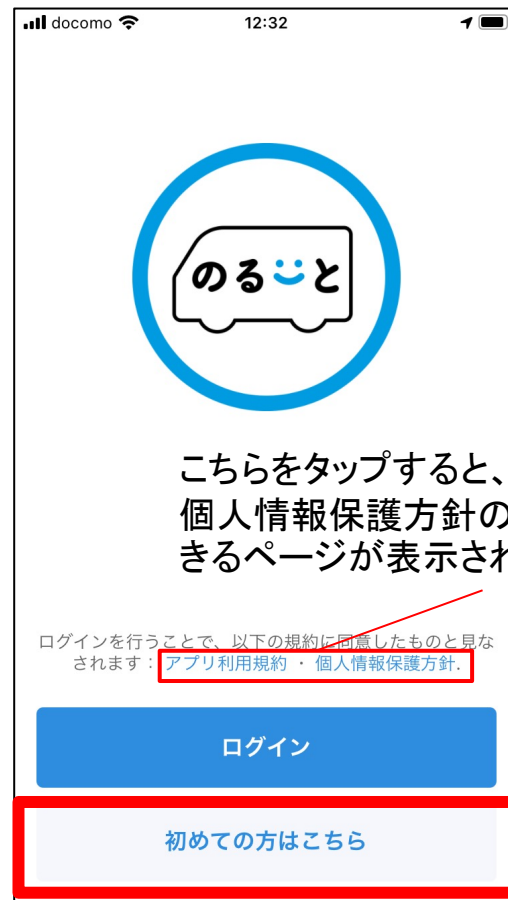 docomo 12:32
のるーと
こちらをタップすると、
個人情報保護方針の
きるページが表示され
ログインを行うことで、以下の規約に同意したものと見な
されます： アプリ利用規約 ・ 個人情報保護方針.
ログイン
初めての方はこちら